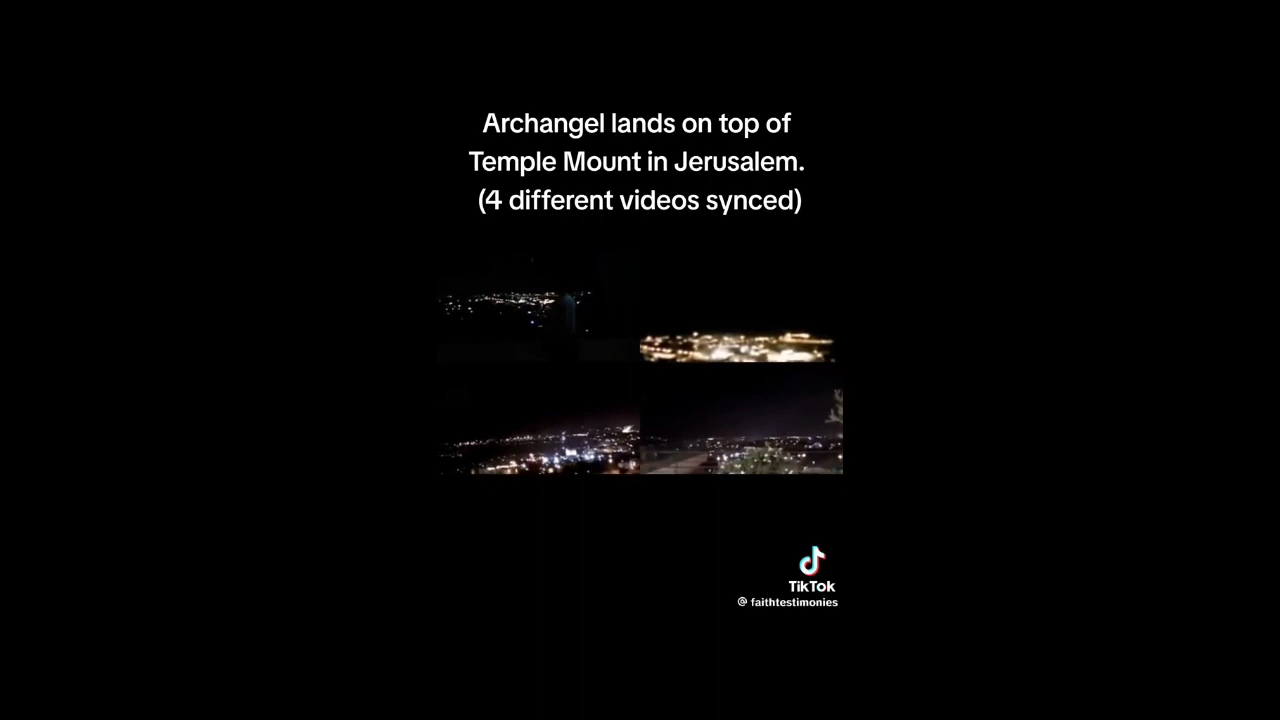 Archangel lands on top of
Temple Mount in Jerusalem.
(4 different videos synced)
TikTok
@ faithtestimonies